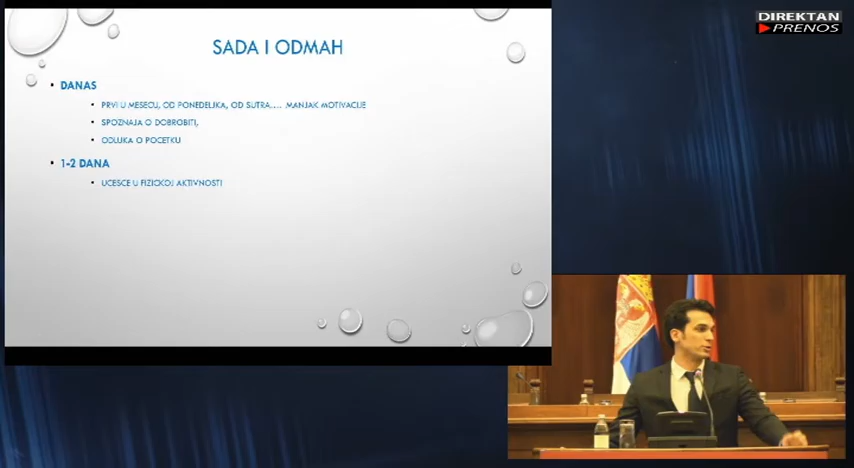 DIREKTAN
PRENOS
SADA I ODMAH
DANAS
PRVI U MESECU, OD PONEDELJKA, OD SUTRA.... MANJAK MOTIVACIJE
SPOZNAJA O DOBROBITI,
ODLUKA O POCETKU
1-2 DANA
UCESCE U FIZICKOJ AKTIVNOSTI